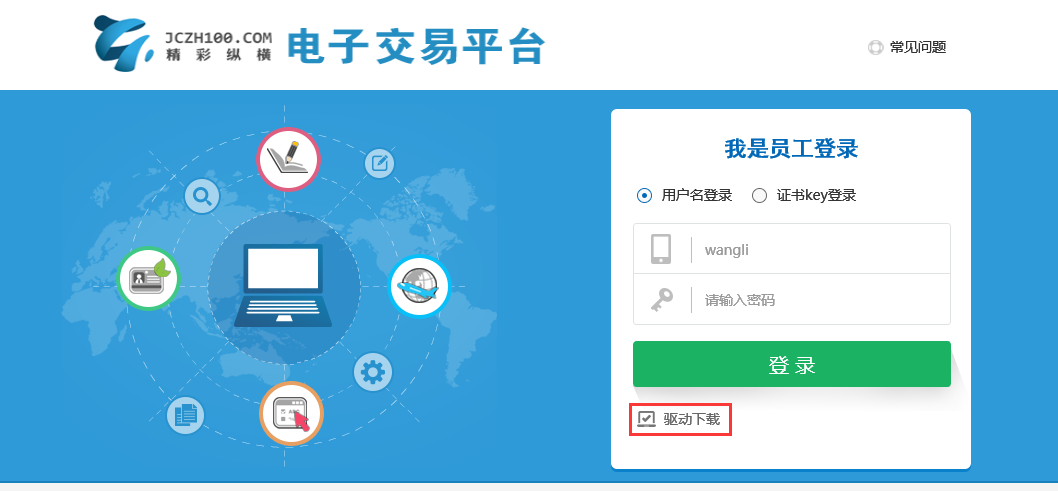 JCZH100.COM
精彩纵横
电子交易平台
常见问题
我是员工登录
用户名登录 证书key登录
wangli
请输入密码
登录
驱动下载